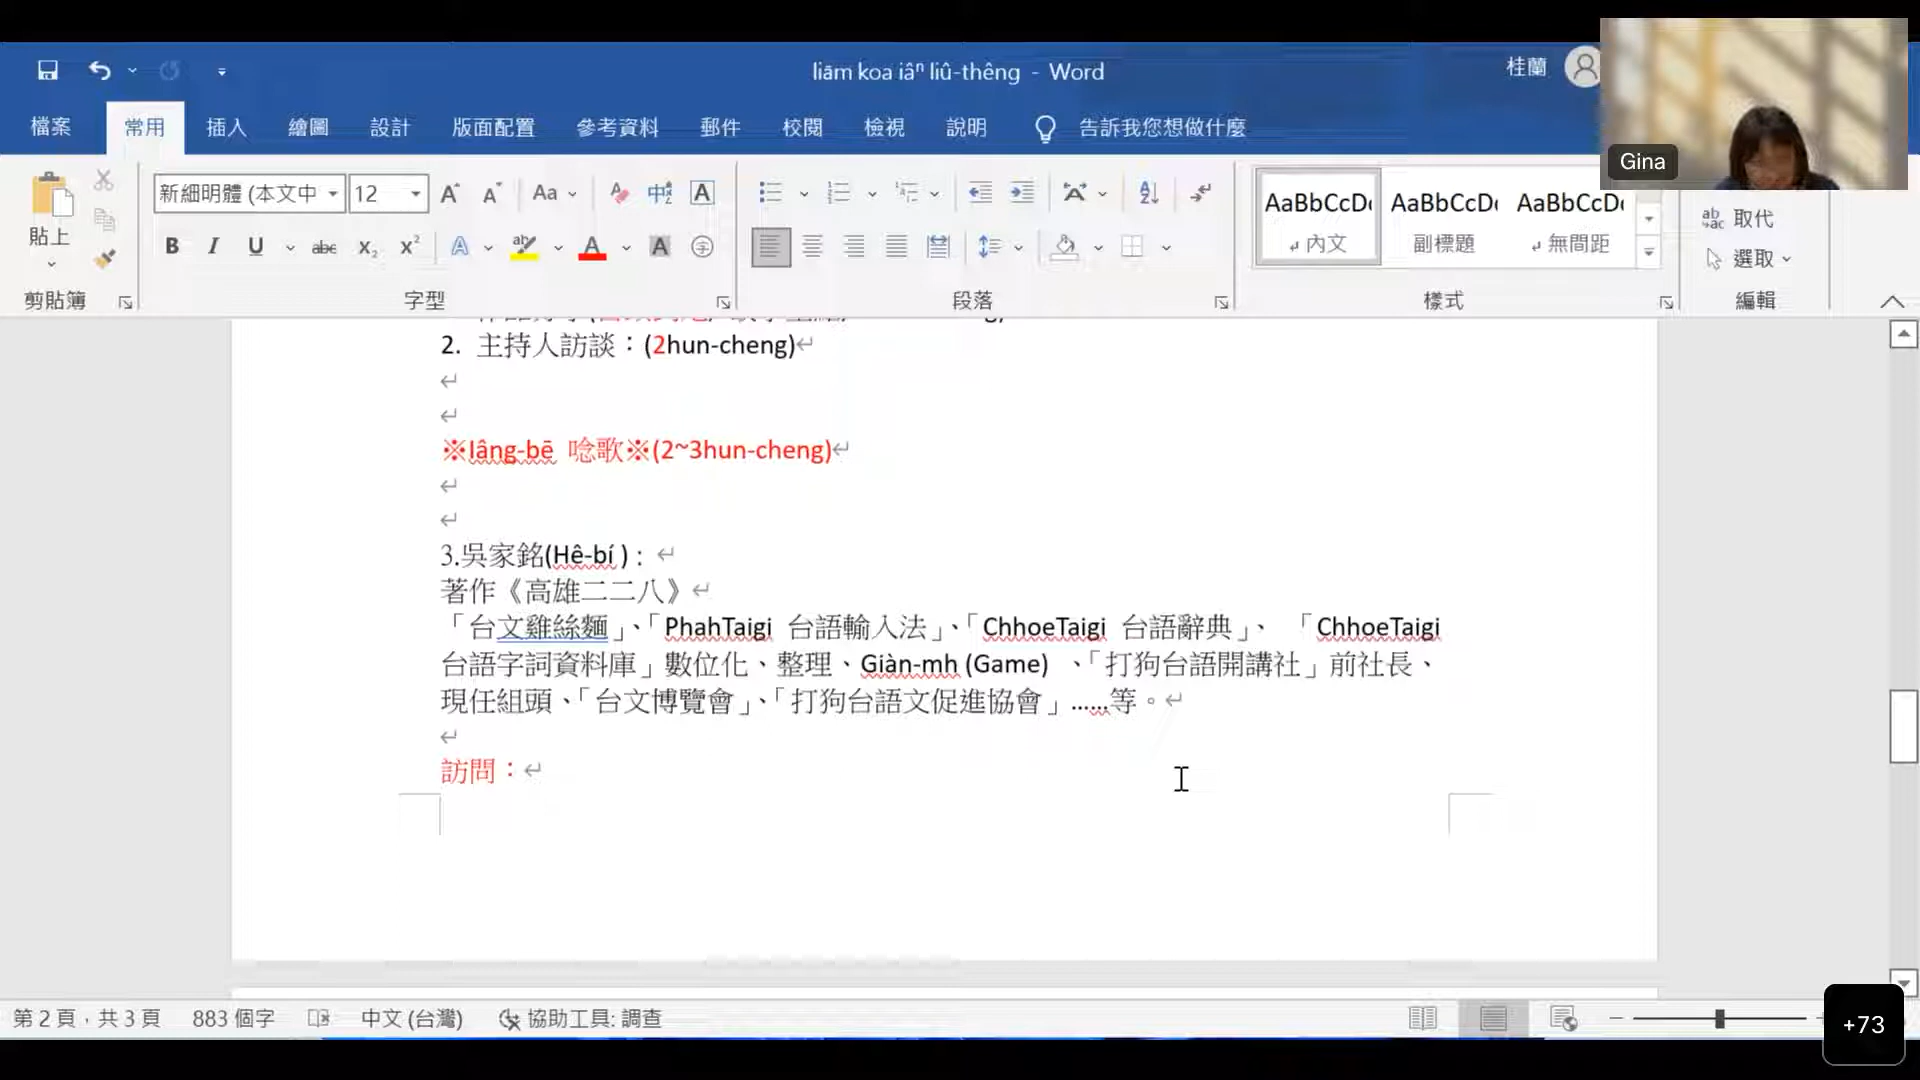 liām koa iâⁿ liû-thêng - Word
桂蘭
檔案 常用 插入 繪圖 設計 版面配置 參考資料 郵件 校閱 檢視 說明 告訴我您想做什麼
Gina
貼上
剪貼簿
新細明體 (本文中 12
字型
段落
AaBbCcDc AaBbCcDc AaBbCcDc
內文 副標題 無間距
樣式
取代
選取
編輯
2. 主持人訪談：(2hun-cheng)
※lâng-bē 唸歌※(2~3hun-cheng)
3.吳家銘(Hê-bí )：
著作《高雄二二八》
「台文雞絲麵」、「PhahTaigi 台語輸入法」、「ChhoeTaigi 台語辭典」、 「ChhoeTaigi
台語字詞資料庫」數位化、整理、Giàn-mh (Game) 、「打狗台語開講社」前社長、
現任組頭、「台文博覽會」、「打狗台語文促進協會」......等。
訪問：
第 2 頁，共 3 頁 883 個字 中文 (台灣) 協助工具: 調查
+73